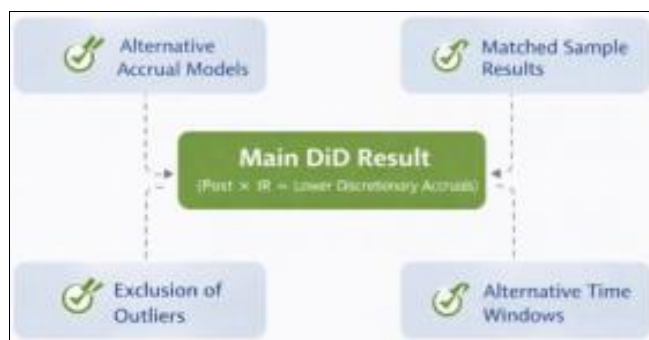 Alternative
Accrual Models
Matched Sample
Results
Main DiD Result
(Post × IR = Lower Discretionary Accruals)
Exclusion of
Outliers
Alternative Time
Windows